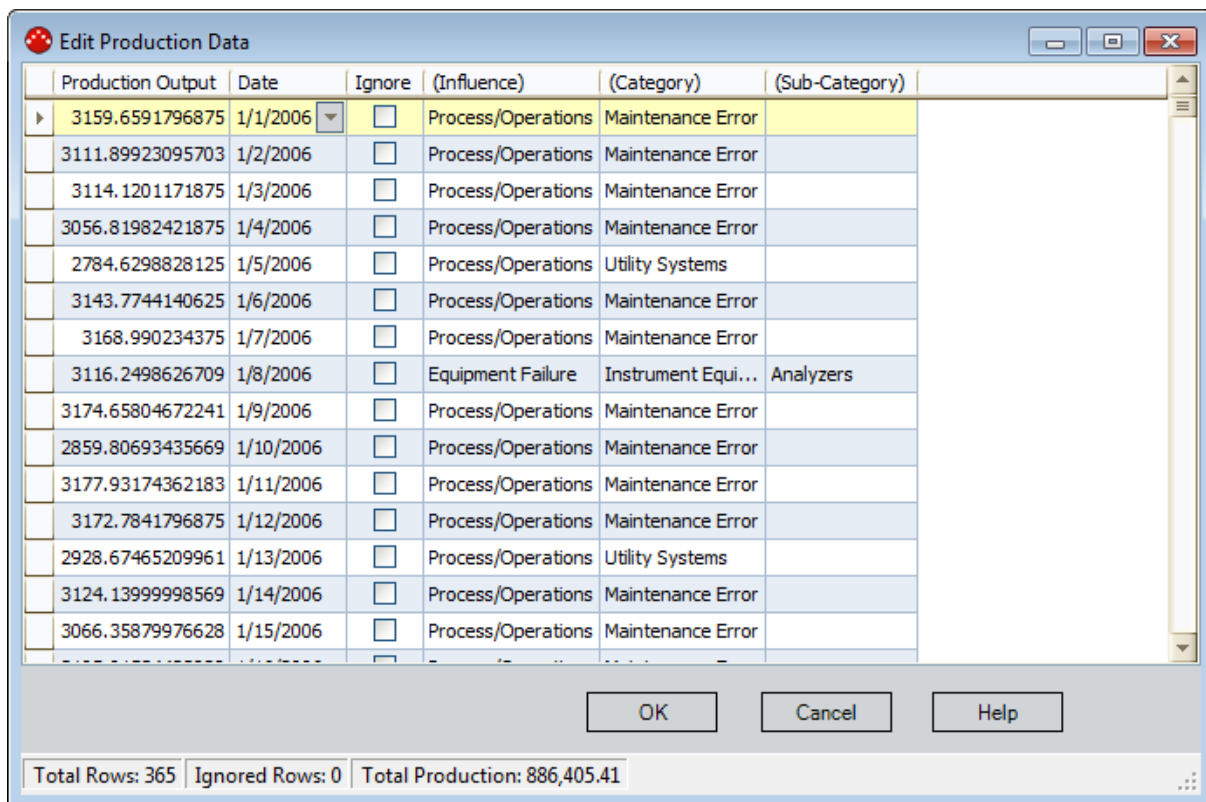 Edit Production Data
Production Output Date Ignore (Influence) (Category) (Sub-Category)
3159.6591796875 1/1/2006 Process/Operations Maintenance Error
3111.89923095703 1/2/2006 Process/Operations Maintenance Error
3114.1201171875 1/3/2006 Process/Operations Maintenance Error
3056.81982421875 1/4/2006 Process/Operations Maintenance Error
2784.6298828125 1/5/2006 Process/Operations Utility Systems
3143.7744140625 1/6/2006 Process/Operations Maintenance Error
3168.990234375 1/7/2006 Process/Operations Maintenance Error
3116.2498626709 1/8/2006 Equipment Failure Instrument Equi... Analyzers
3174.65804672241 1/9/2006 Process/Operations Maintenance Error
2859.80693435669 1/10/2006 Process/Operations Maintenance Error
3177.93174362183 1/11/2006 Process/Operations Maintenance Error
3172.7841796875 1/12/2006 Process/Operations Maintenance Error
2928.67465209961 1/13/2006 Process/Operations Utility Systems
3124.13999998569 1/14/2006 Process/Operations Maintenance Error
3066.35879976628 1/15/2006 Process/Operations Maintenance Error
OK Cancel Help
Total Rows: 365 Ignored Rows: 0 Total Production: 886,405.41